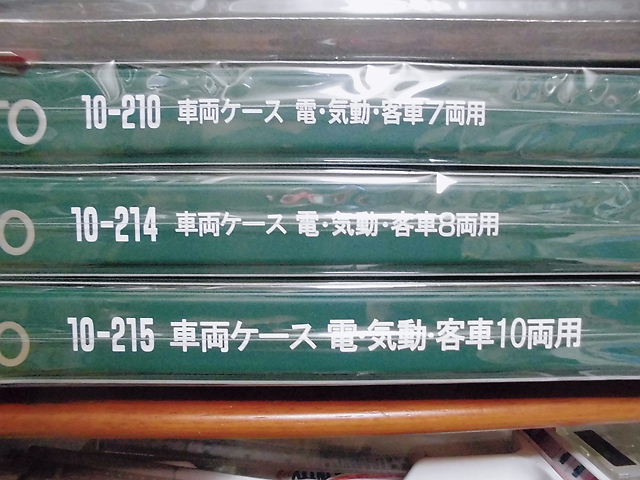 TO 10-210 車両ケース 電・気動・客車7両用
O 10-214 車両ケース 電・気動・客車8両用
O 10-215 車両ケース 電・気動・客車10両用